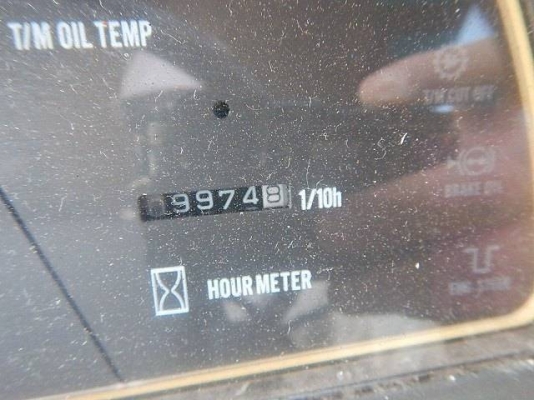 T/M OIL TEMP
T/M CUT OFF
99748 1/10h
BRAKE OIL
HOUR METER